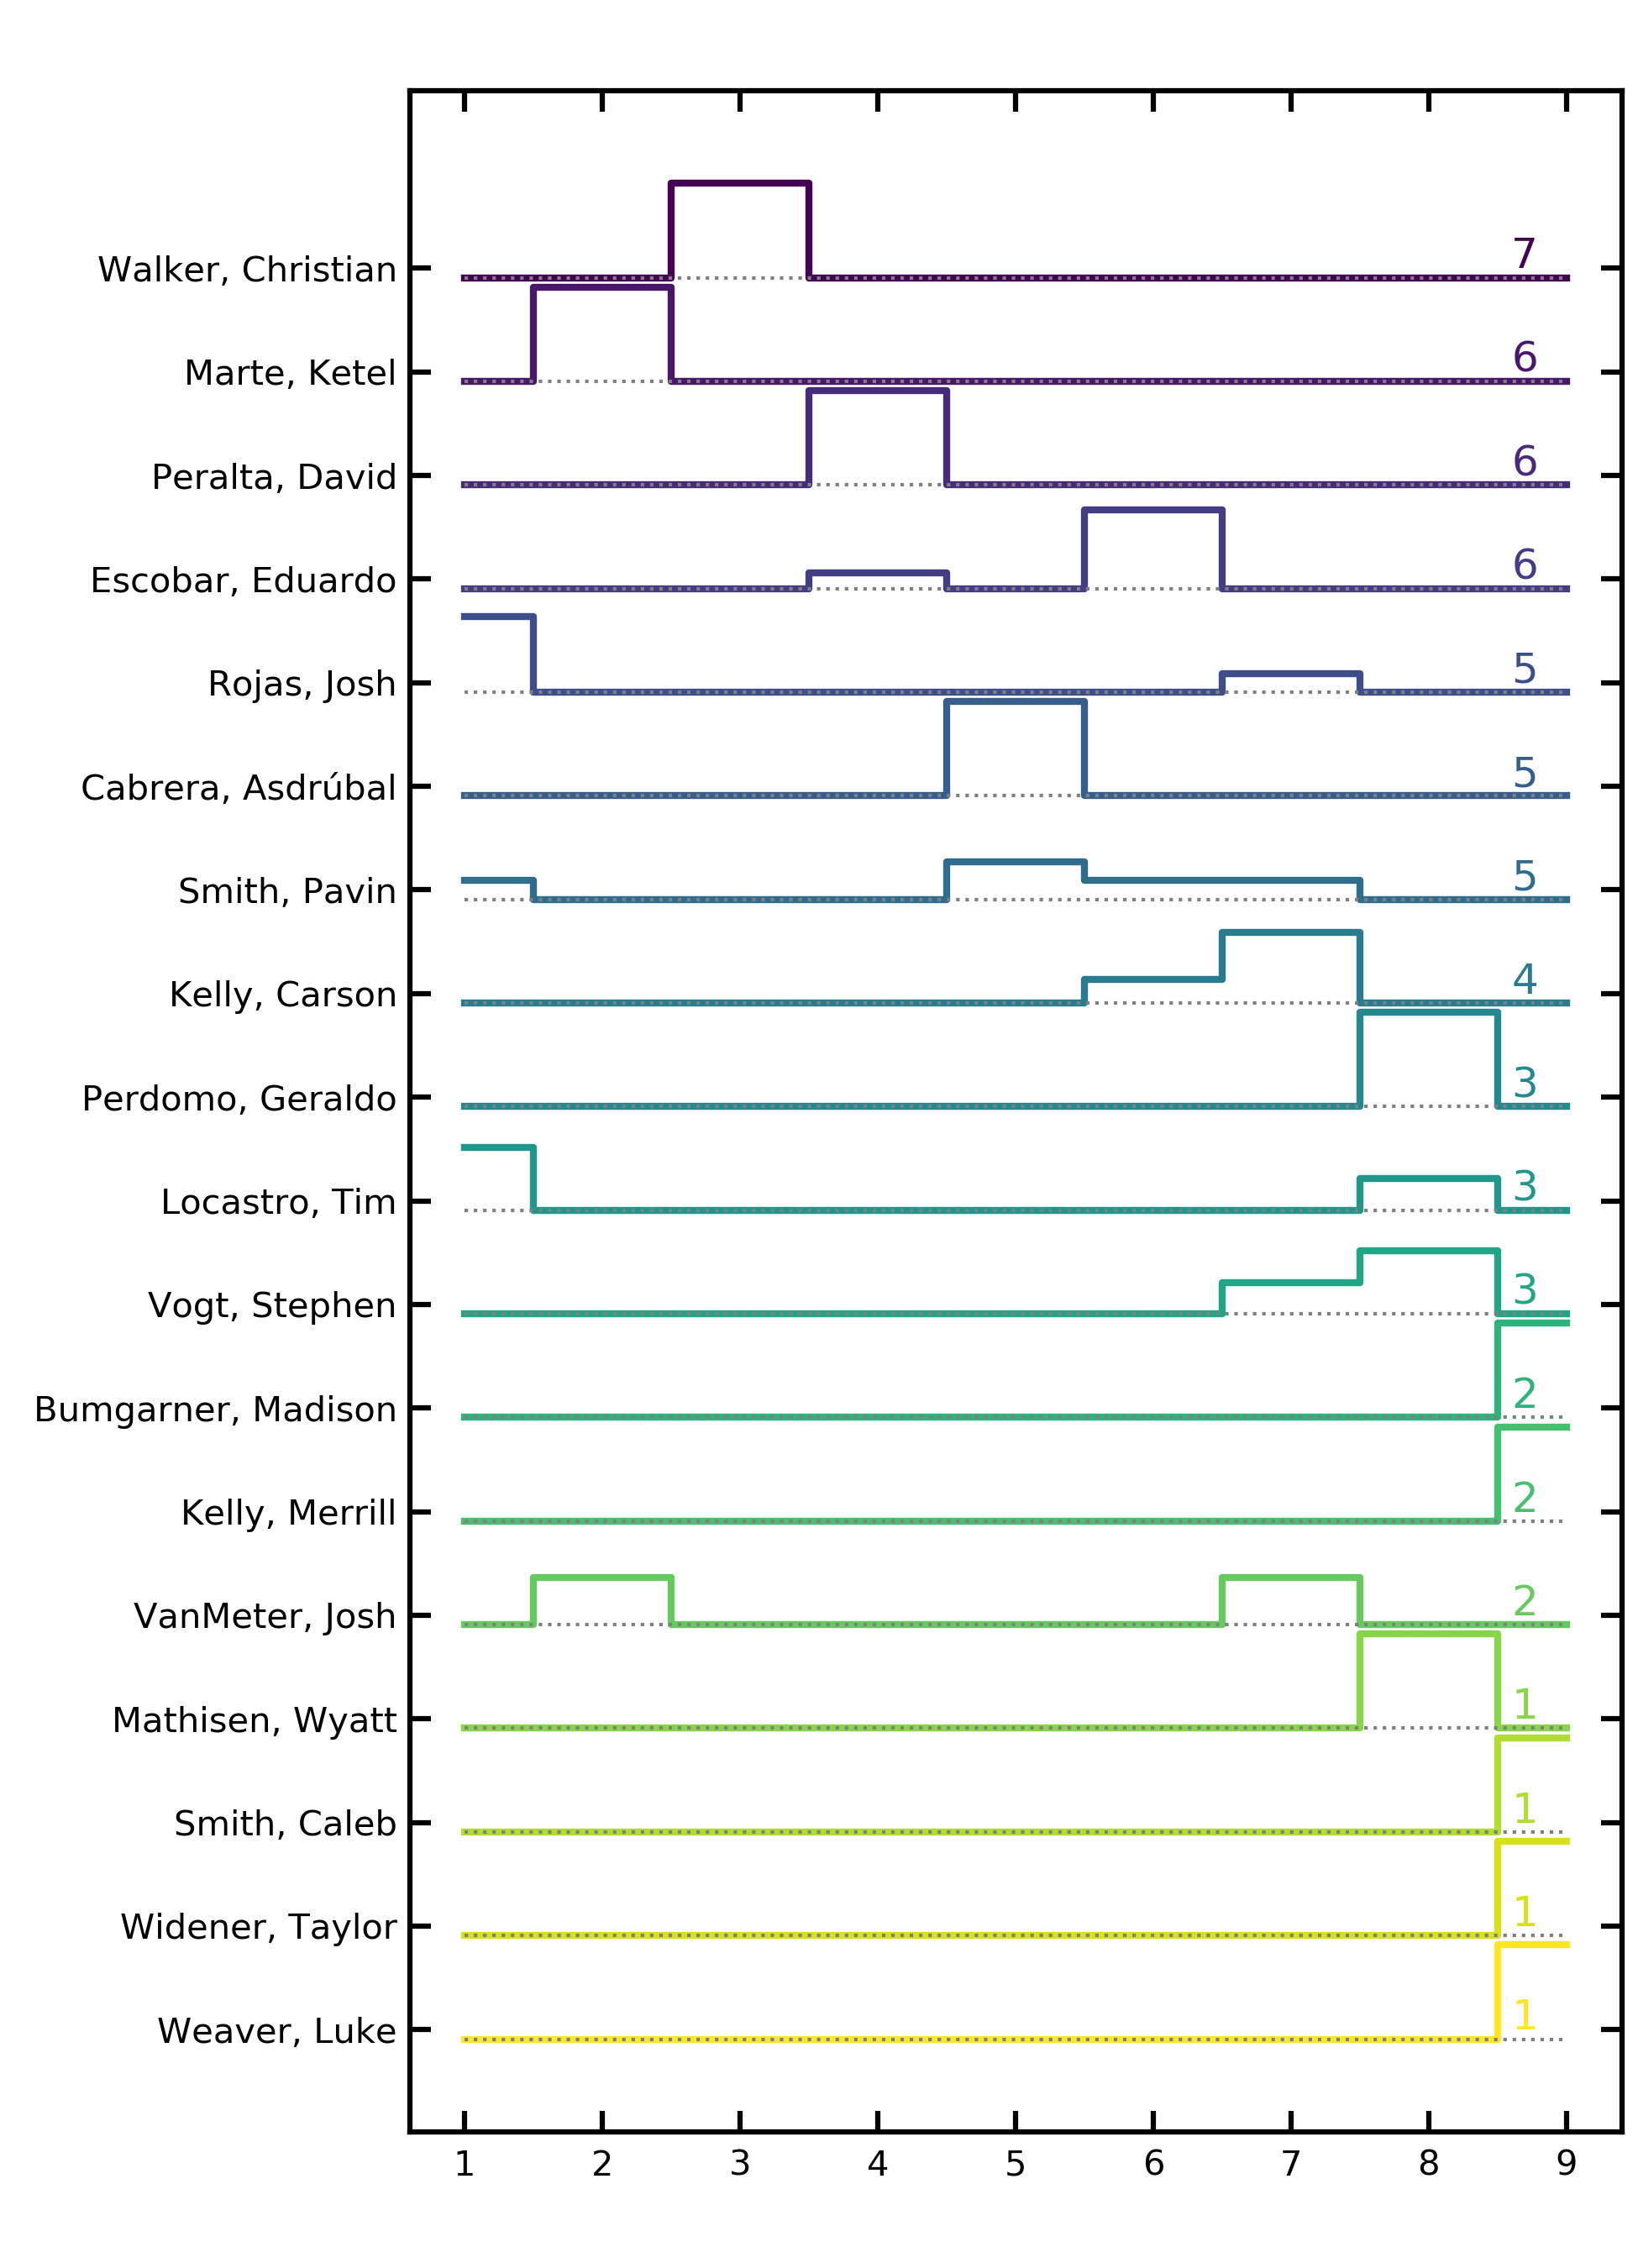 Walker, Christian 7
Marte, Ketel 6
Peralta, David 6
Escobar, Eduardo 6
Rojas, Josh 5
Cabrera, Asdrúbal 5
Smith, Pavin 5
Kelly, Carson 4
Perdomo, Geraldo 3
Locastro, Tim 3
Vogt, Stephen 3
Bumgarner, Madison 2
Kelly, Merrill 2
VanMeter, Josh 2
Mathisen, Wyatt 1
Smith, Caleb 1
Widener, Taylor 1
Weaver, Luke 1
1 2 3 4 5 6 7 8 9